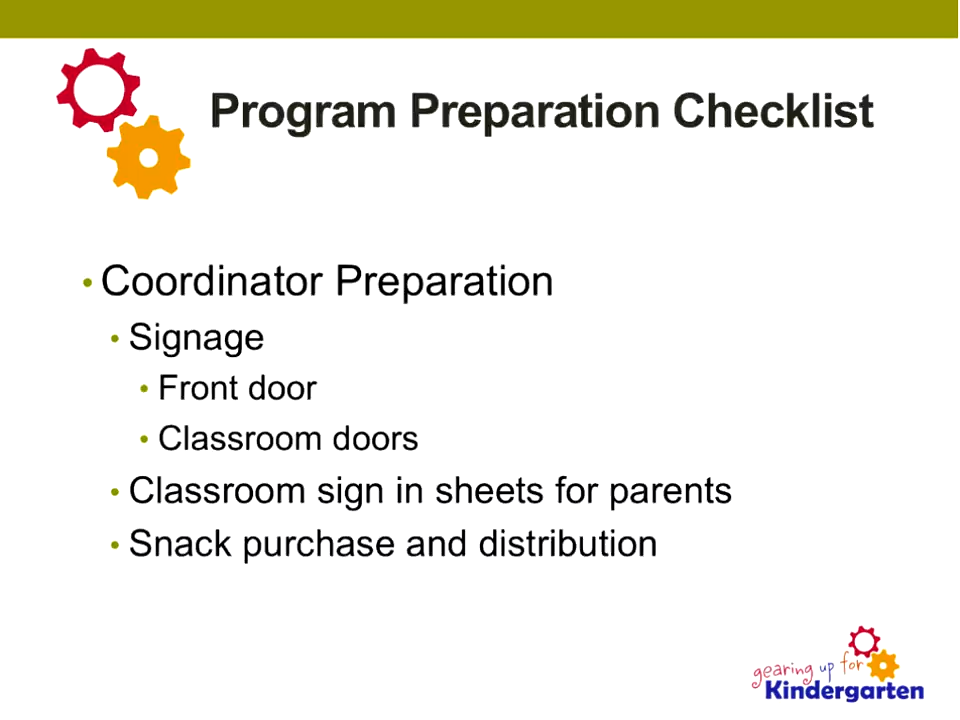 Program Preparation Checklist
• Coordinator Preparation
• Signage
• Front door
• Classroom doors
• Classroom sign in sheets for parents
• Snack purchase and distribution
gearing up for
Kindergarten